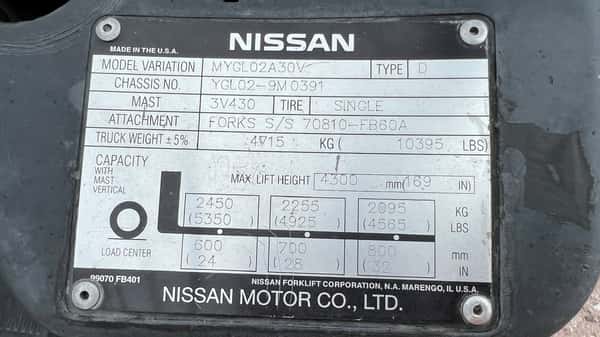 NISSAN
MADE IN THE U.S.A.
MODEL VARIATION MYGL02A30V TYPE D
CHASSIS NO. YGL02-9M0391
MAST 3V430 TIRE SINGLE
ATTACHMENT FORKS S/S 70810-FB60A
TRUCK WEIGHT ±5% 4715 KG ( 10395 LBS)
CAPACITY
WITH MAST VERTICAL
MAX. LIFT HEIGHT 4300 mm( 169 IN)
2450 2255 2095 KG
(5350) (4925) (4565) LBS
600 700 800 mm
(24) (28) (32) IN
LOAD CENTER
99070 FB401
NISSAN FORKLIFT CORPORATION, N.A. MARENGO, IL U.S.A.
NISSAN MOTOR CO., LTD.